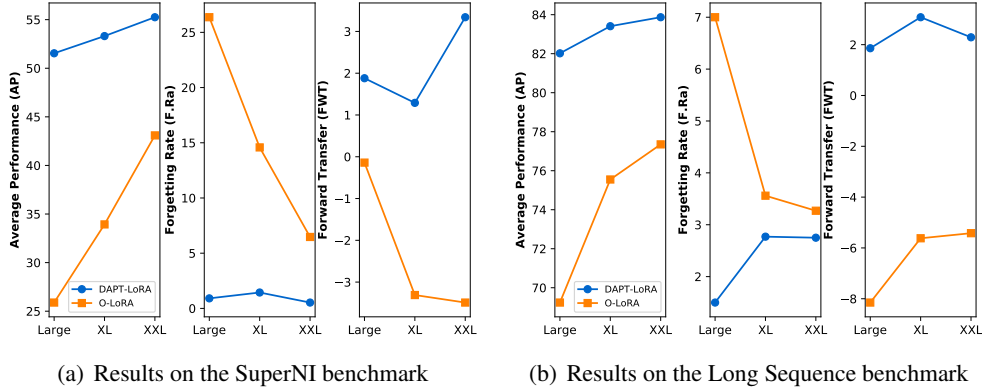 Average Performance (AP)
55
50
45
40
35
30
25
Large
XL
XXL
DAPT-LoRA
O-LoRA
Forgetting Rate (F.Ra)
25
20
15
10
5
0
Large
XL
XXL
Forward Transfer (FWT)
3
2
1
0
−1
−2
−3
Large
XL
XXL
(a) Results on the SuperNI benchmark
Average Performance (AP)
84
82
80
78
76
74
72
70
Large
XL
XXL
DAPT-LoRA
O-LoRA
Forgetting Rate (F.Ra)
7
6
5
4
3
2
Large
XL
XXL
Forward Transfer (FWT)
2
0
−2
−4
−6
−8
Large
XL
XXL
(b) Results on the Long Sequence benchmark